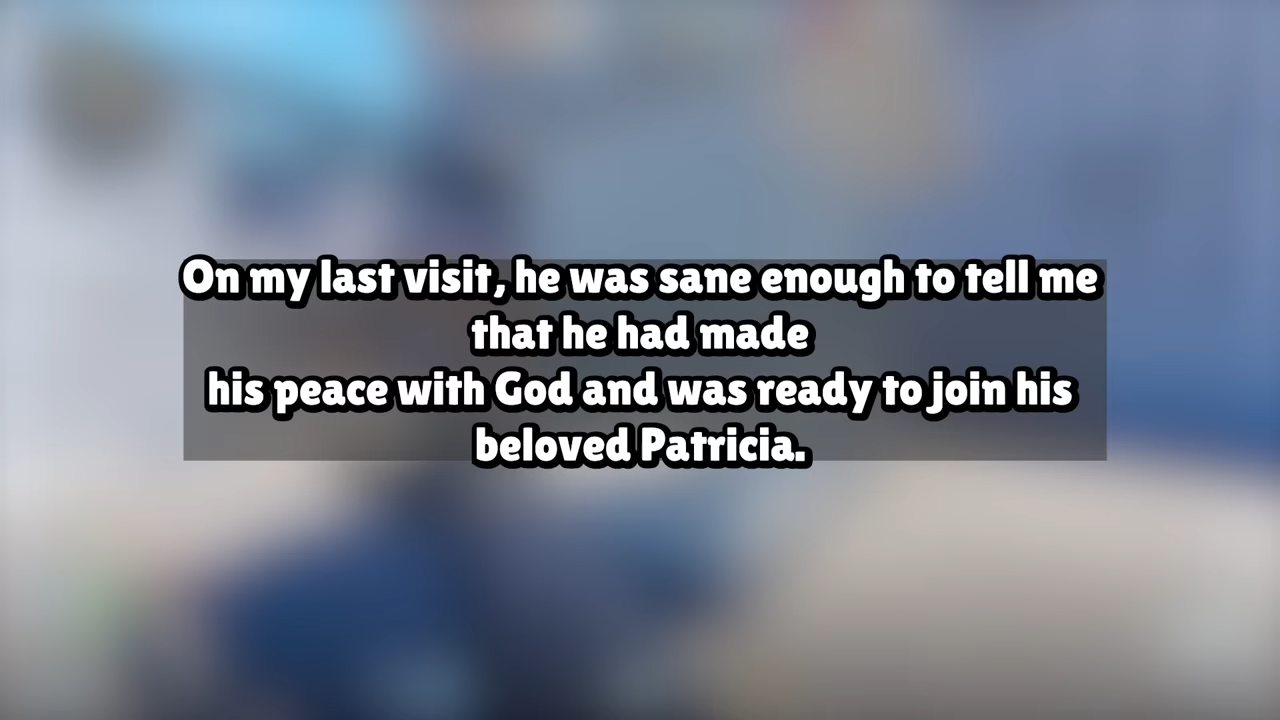 On my last visit, he was sane enough to tell me
that he had made
his peace with God and was ready to join his
beloved Patricia.